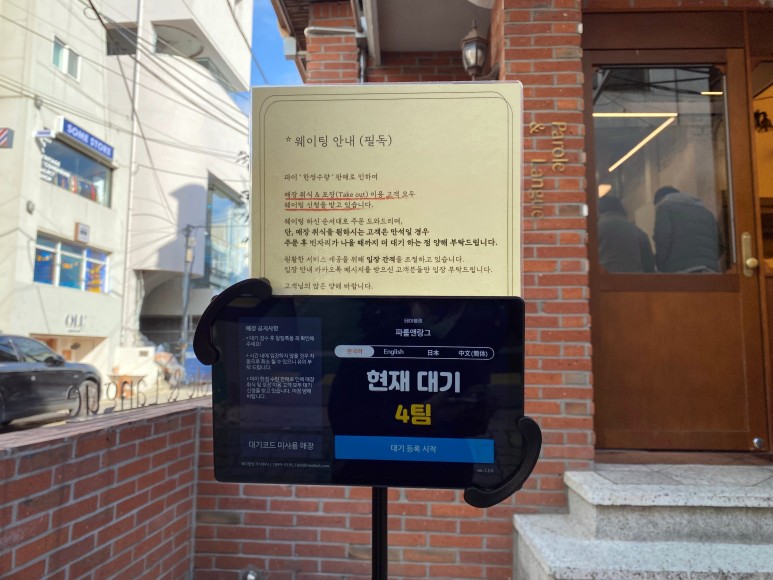 ☆웨이팅 안내 (필독)
파이 '한정수량' 판매로 인하여
매장 취식 & 포장(Take out) 이용 고객 모두
웨이팅 신청을 받고 있습니다.
웨이팅 하신 순서대로 주문 도와드리며,
단, 매장 취식을 원하시는 고객은 만석일 경우
주문 후 빈자리가 나올 때까지 더 대기 하는 점 양해 부탁드립니다.
원활한 서비스 제공을 위해 입장 간격을 조절하고 있습니다.
입장 안내 카카오톡 메시지를 받으신 고객분들만 입장 부탁드립니다.
고객님의 많은 양해 바랍니다.
Parole
& Langue
SOME STORE
테이블링
파롤앤랑그
한국어 English 日本 中文(简体)
현재 대기
4팀
대기 등록 시작
매장 공지사항
대기코드 미사용 매장